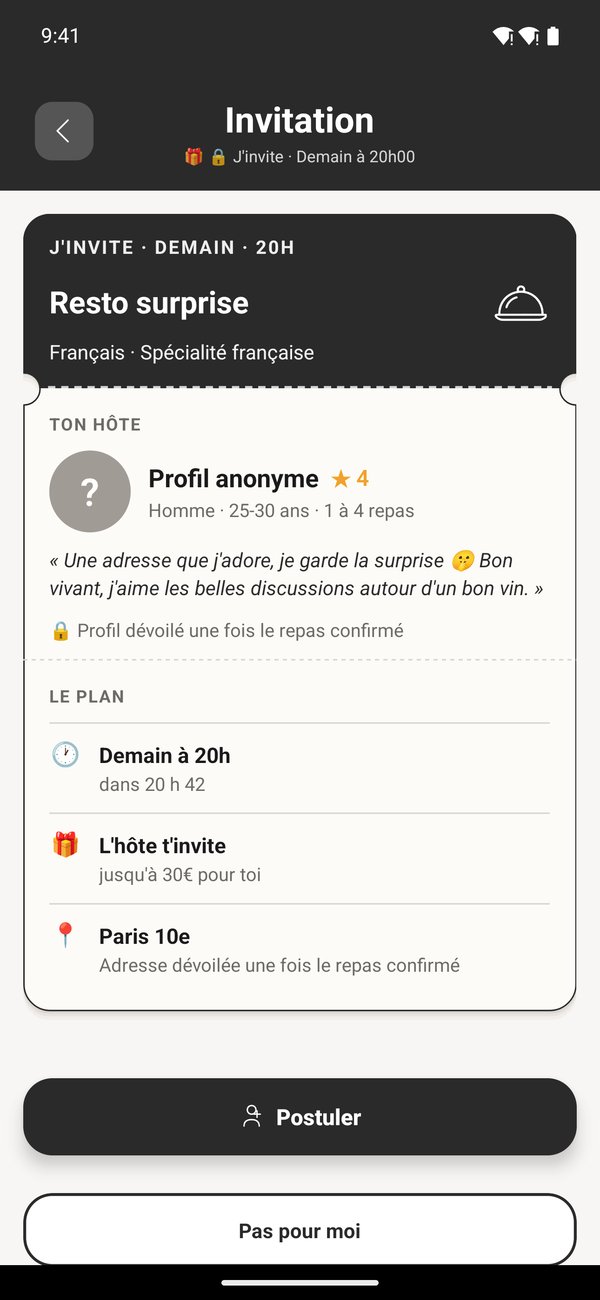 9:41
Invitation
🎁 🔒 J'invite · Demain à 20h00
J'INVITE · DEMAIN · 20H
Resto surprise
Français · Spécialité française
TON HÔTE
?
Profil anonyme ★ 4
Homme · 25-30 ans · 1 à 4 repas
« Une adresse que j'adore, je garde la surprise 🤫 Bon
vivant, j'aime les belles discussions autour d'un bon vin. »
🔒 Profil dévoilé une fois le repas confirmé
LE PLAN
Demain à 20h
dans 20 h 42
L'hôte t'invite
jusqu'à 30€ pour toi
Paris 10e
Adresse dévoilée une fois le repas confirmé
Postuler
Pas pour moi